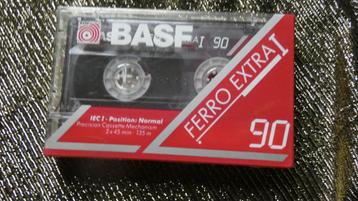 BASF
I 90
FERRO EXTRA I
IEC I · Position: Normal
Precision Cassette Mechanism
2 x 45 min · 135 m
90